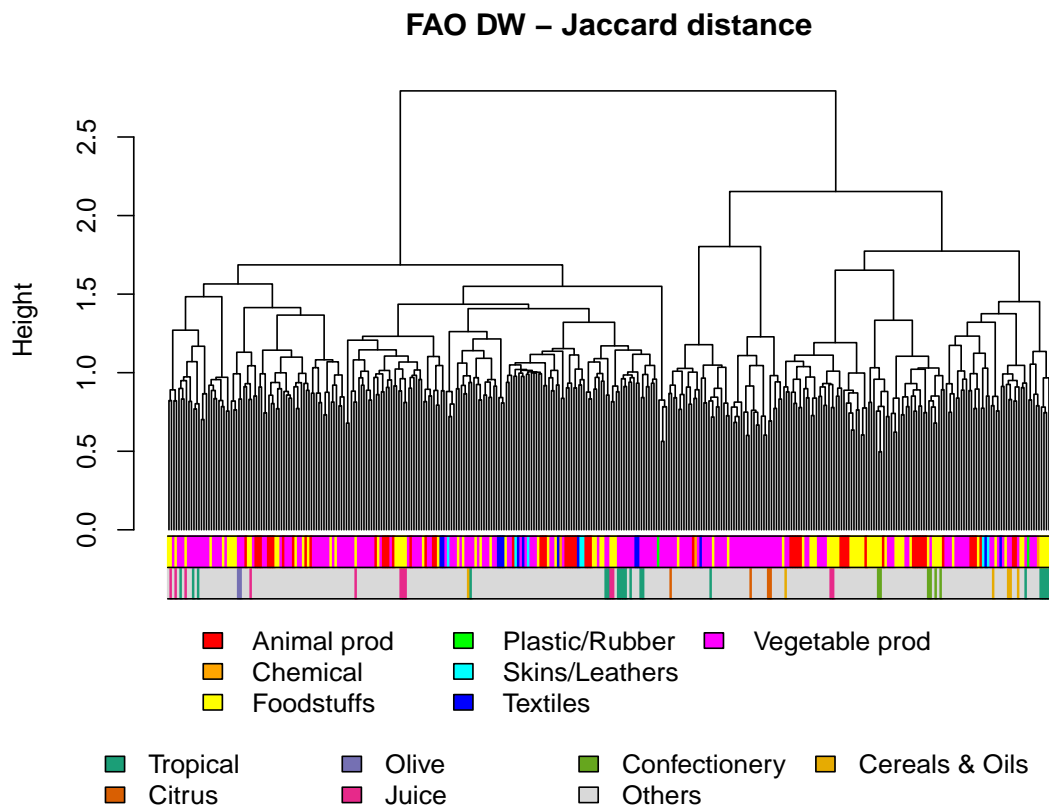 FAO DW – Jaccard distance
Height
2.5
2.0
1.5
1.0
0.5
0.0
Animal prod Plastic/Rubber Vegetable prod
Chemical Skins/Leathers
Foodstuffs Textiles
Tropical Olive Confectionery Cereals & Oils
Citrus Juice Others